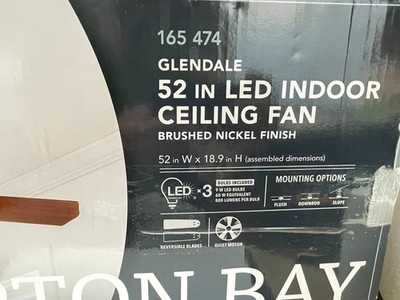 165 474
GLENDALE
52 IN LED INDOOR
CEILING FAN
BRUSHED NICKEL FINISH
52 in W x 18.9 in H (assembled dimensions)
LED ×3
BULBS INCLUDED
9 W LED BULBS
60 W EQUIVALENT
800 LUMENS PER BULB
MOUNTING OPTIONS
FLUSH DOWNROD SLOPE
REVERSIBLE BLADES QUIET MOTOR
TON BAY